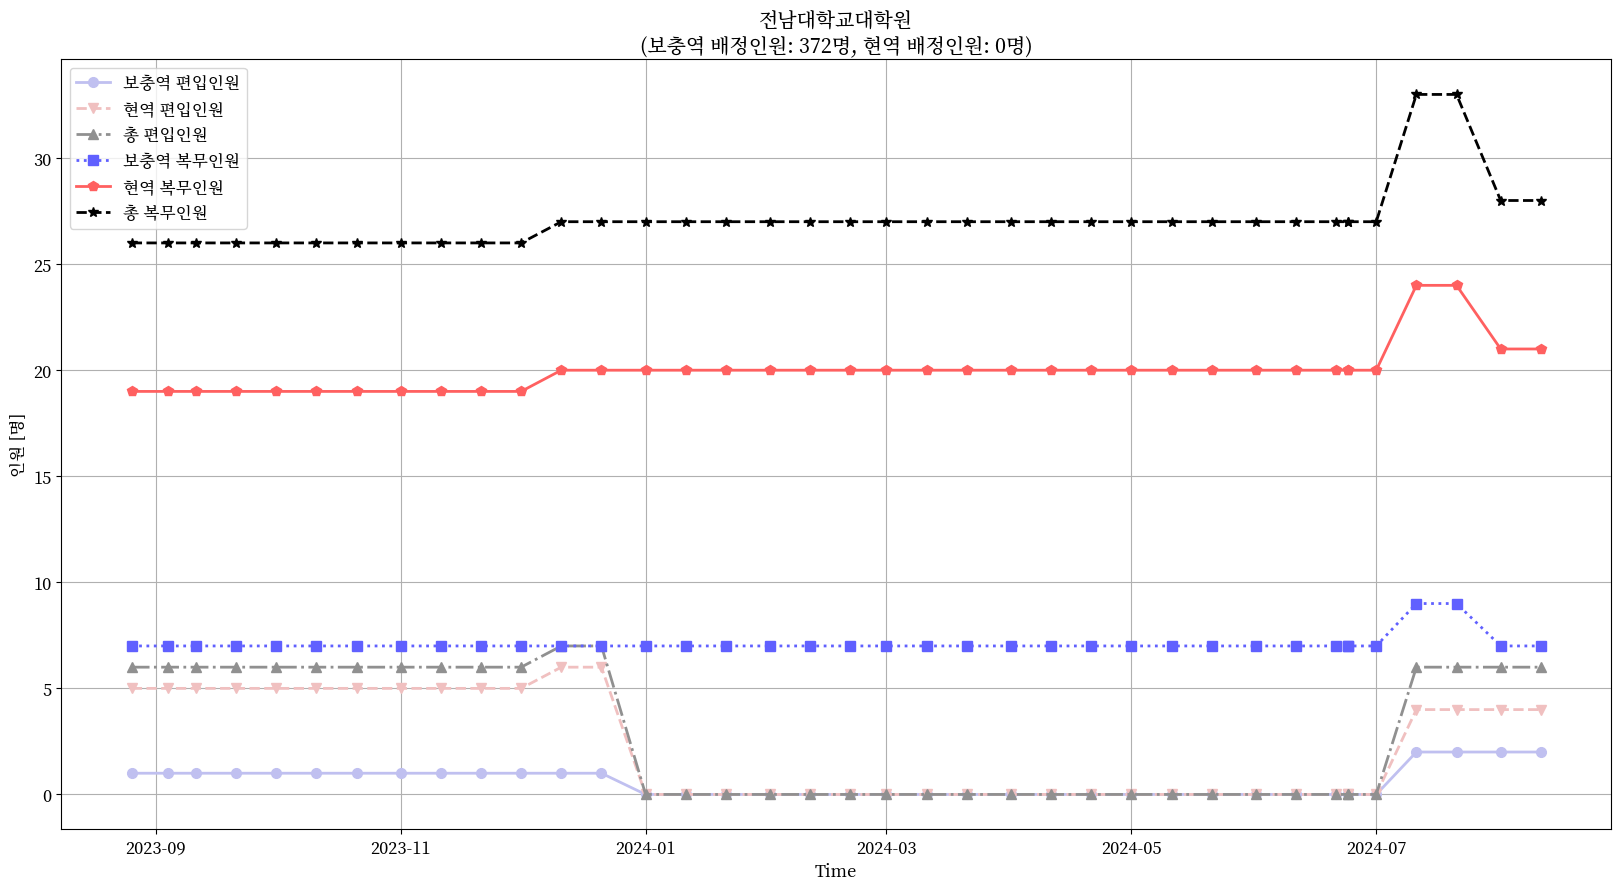 전남대학교대학원
(보충역 배정인원: 372명, 현역 배정인원: 0명)
보충역 편입인원
현역 편입인원
총 편입인원
보충역 복무인원
현역 복무인원
총 복무인원
인원 [명]
30
25
20
15
10
5
0
2023-09
2023-11
2024-01
2024-03
2024-05
2024-07
Time